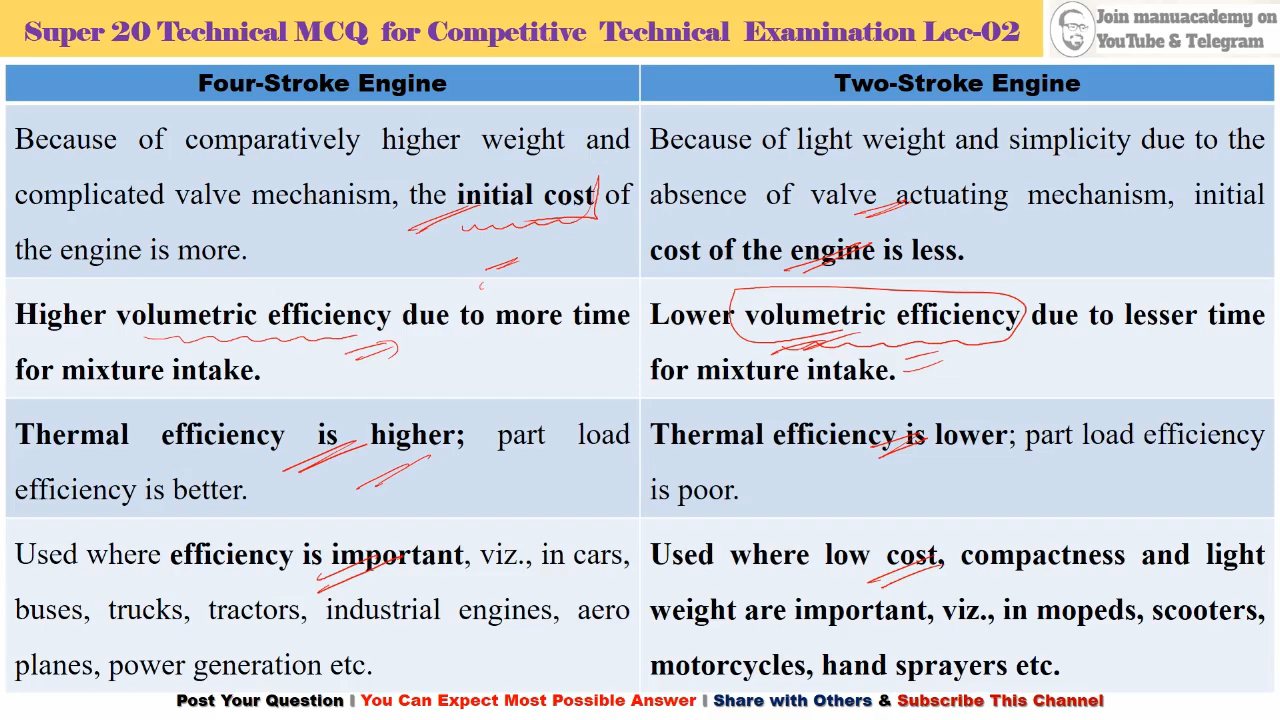 Super 20 Technical MCQ for Competitive Technical Examination Lec-02
Join manuacademy on
YouTube & Telegram
Four-Stroke Engine
Two-Stroke Engine
Because of comparatively higher weight and
complicated valve mechanism, the initial cost of
the engine is more.
Because of light weight and simplicity due to the
absence of valve actuating mechanism, initial
cost of the engine is less.
Higher volumetric efficiency due to more time
for mixture intake.
Lower volumetric efficiency due to lesser time
for mixture intake.
Thermal efficiency is higher; part load
efficiency is better.
Thermal efficiency is lower; part load efficiency
is poor.
Used where efficiency is important, viz., in cars,
buses, trucks, tractors, industrial engines, aero
planes, power generation etc.
Used where low cost, compactness and light
weight are important, viz., in mopeds, scooters,
motorcycles, hand sprayers etc.
Post Your Question | You Can Expect Most Possible Answer | Share with Others & Subscribe This Channel